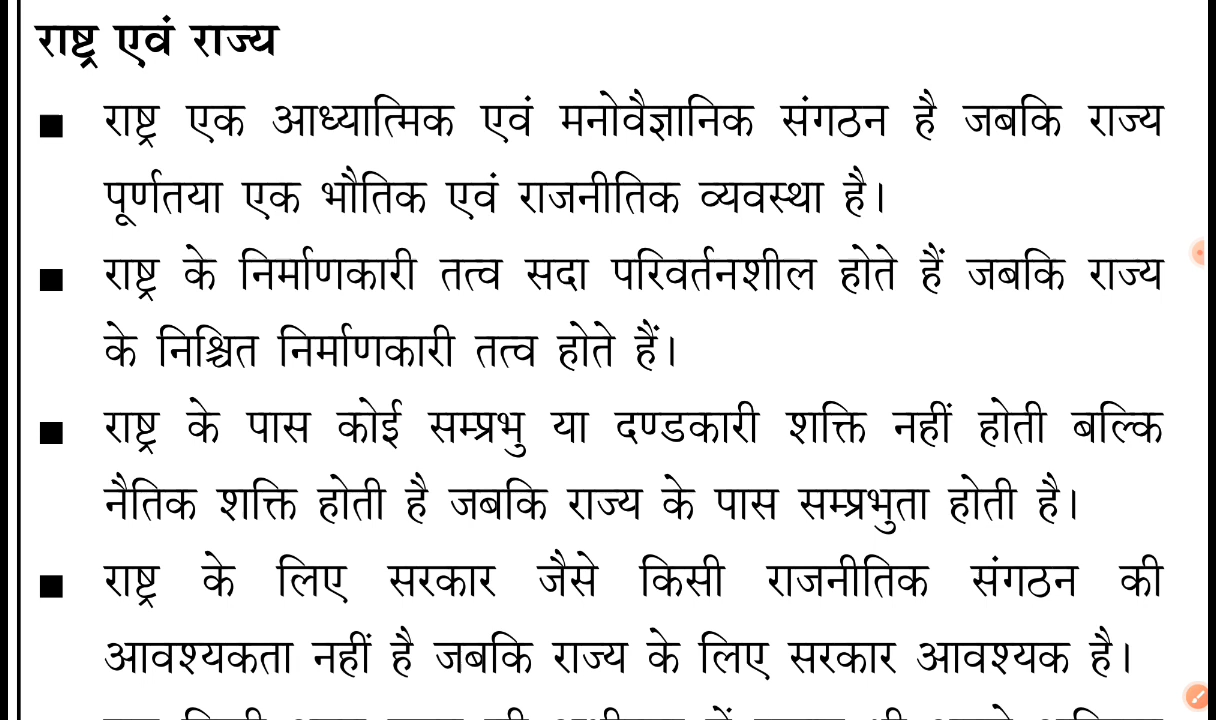 राष्ट्र एवं राज्य
■ राष्ट्र एक आध्यात्मिक एवं मनोवैज्ञानिक संगठन है जबकि राज्य
पूर्णतया एक भौतिक एवं राजनीतिक व्यवस्था है।
■ राष्ट्र के निर्माणकारी तत्व सदा परिवर्तनशील होते हैं जबकि राज्य
के निश्चित निर्माणकारी तत्व होते हैं।
■ राष्ट्र के पास कोई सम्प्रभु या दण्डकारी शक्ति नहीं होती बल्कि
नैतिक शक्ति होती है जबकि राज्य के पास सम्प्रभुता होती है।
■ राष्ट्र के लिए सरकार जैसे किसी राजनीतिक संगठन की
आवश्यकता नहीं है जबकि राज्य के लिए सरकार आवश्यक है।